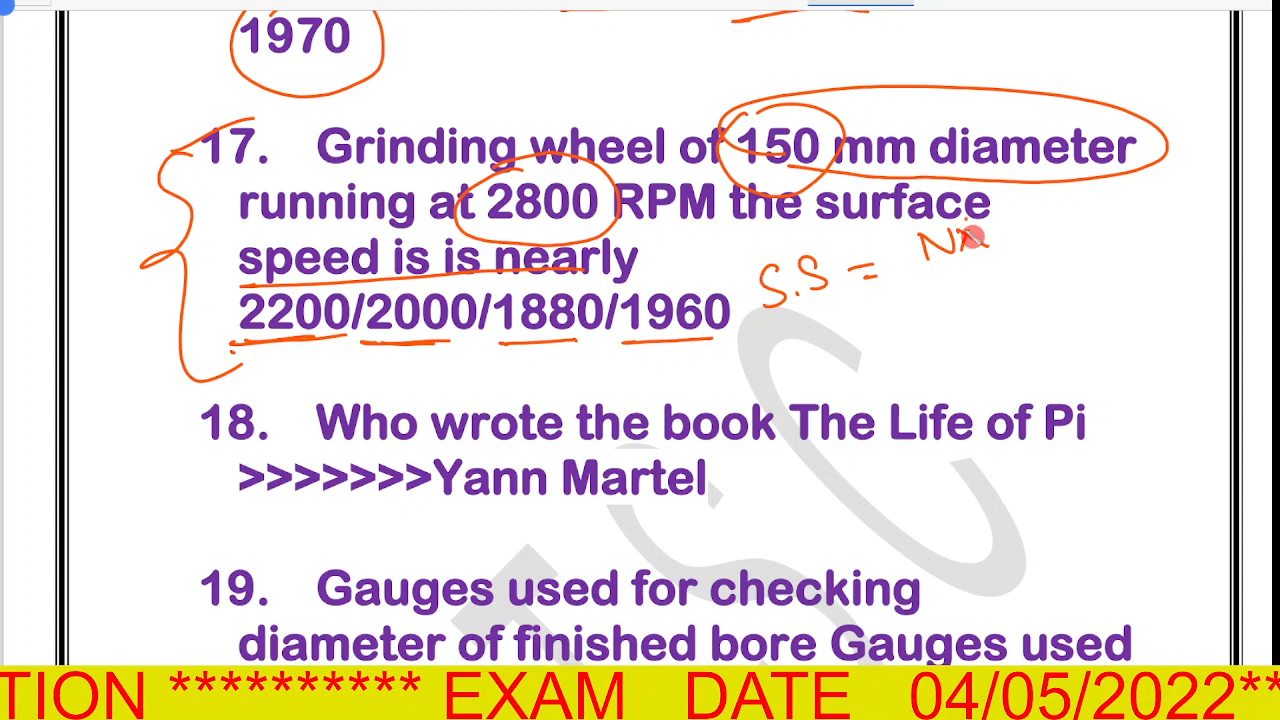 1970
17. Grinding wheel of 150 mm diameter
running at 2800 RPM the surface
speed is is nearly
S.S = N
2200/2000/1880/1960
18. Who wrote the book The Life of Pi
>>>>>>>Yann Martel
19. Gauges used for checking
diameter of finished bore Gauges used
TION ********** EXAM DATE 04/05/2022**